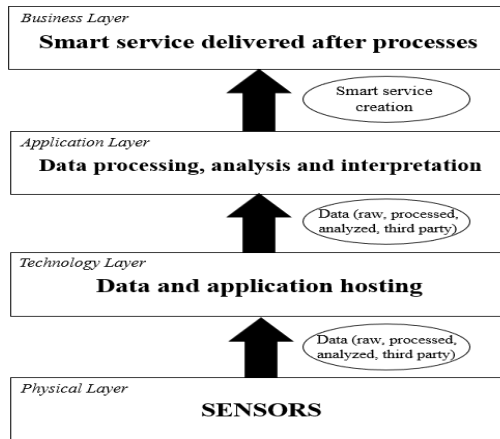 Business Layer
Smart service delivered after processes
Smart service
creation
Application Layer
Data processing, analysis and interpretation
Data (raw, processed,
analyzed, third party)
Technology Layer
Data and application hosting
Data (raw, processed,
analyzed, third party)
Physical Layer
SENSORS